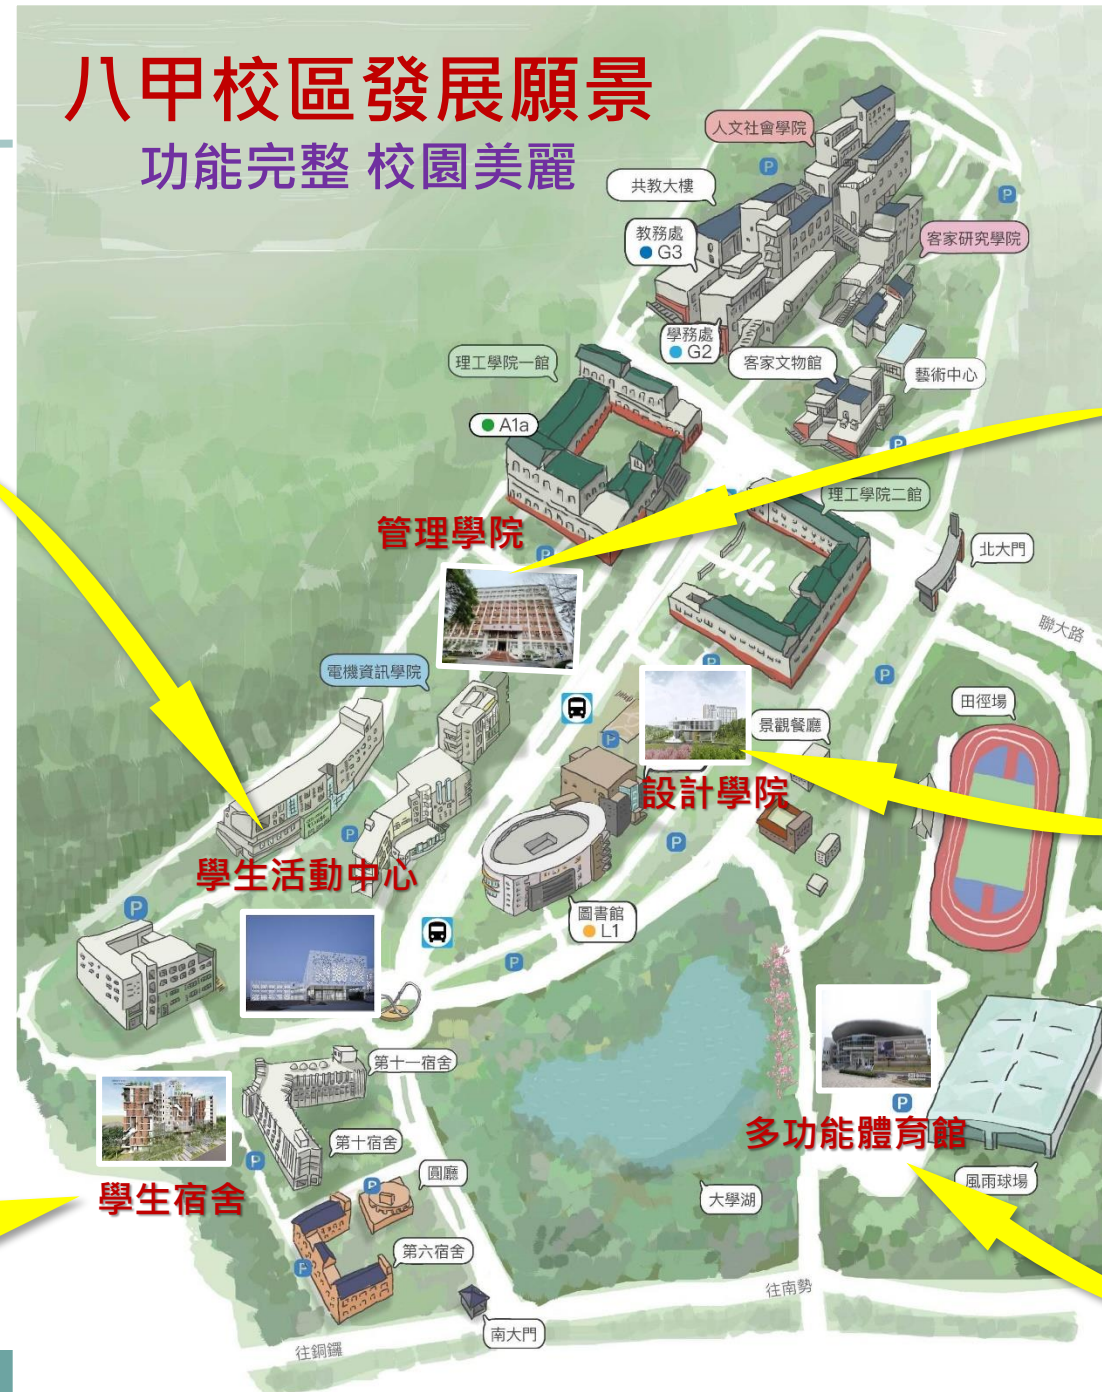 八甲校區發展願景
功能完整 校園美麗
人文社會學院
P
共教大樓
P
教務處
G3
客家研究學院
學務處
G2
客家文物館
理工學院一館
藝術中心
A1a
P
理工學院二館
管理學院
P
北大門
聯大路
電機資訊學院
P
P
田徑場
景觀餐廳
P
設計學院
P
P
學生活動中心
P
圖書館
L1
P
第十一宿舍
P
多功能體育館
第十宿舍
P
圓廳
P
風雨球場
學生宿舍
大學湖
第六宿舍
P
往南勢
南大門
往銅鑼